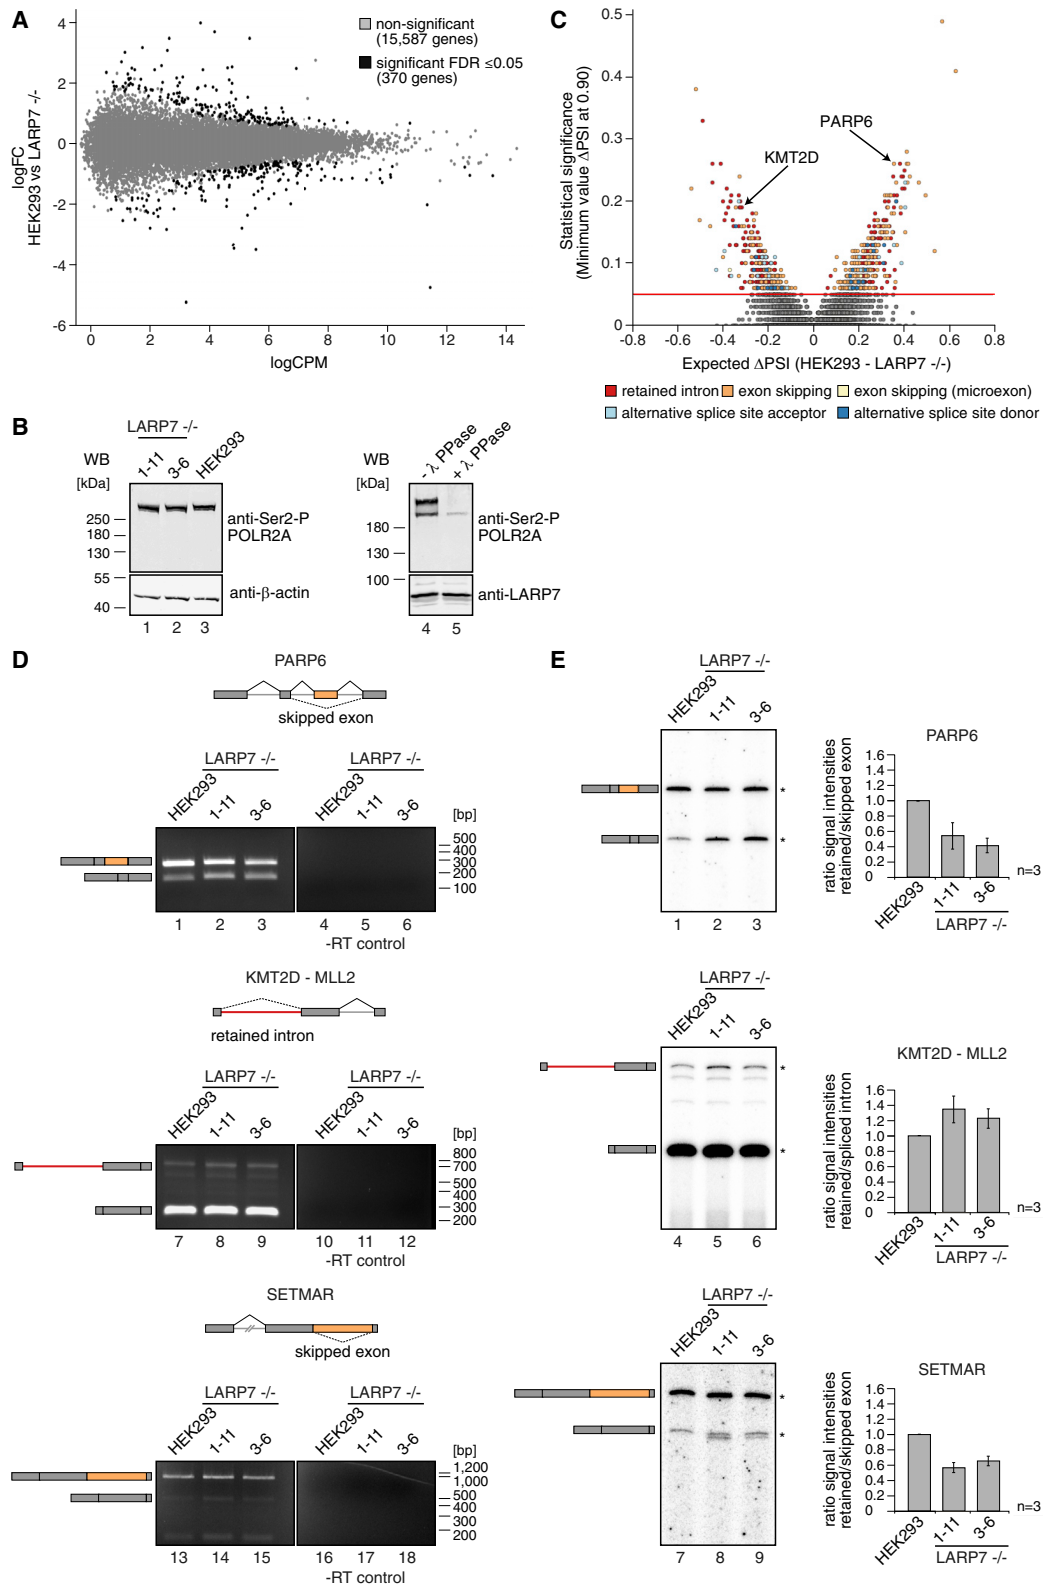 A
logFC
HEK293 vs LARP7 -/-
4
2
0
-2
-4
-6
0 2 4 6 8 10 12 14
logCPM
non-significant
(15,587 genes)
significant FDR ≤0.05
(370 genes)
C
Statistical significance
(Minimum value ΔPSI at 0.90)
0.5
0.4
0.3
0.2
0.1
0
PARP6
KMT2D
-0.8 -0.6 -0.4 -0.2 0 0.2 0.4 0.6 0.8
Expected ΔPSI (HEK293 - LARP7 -/-)
retained intron exon skipping exon skipping (microexon)
alternative splice site acceptor alternative splice site donor
B
LARP7 -/-
WB
[kDa]
1-11 3-6 HEK293
250
180
130
55
40
anti-Ser2-P
POLR2A
anti-β-actin
1 2 3
WB
[kDa]
- λ PPase + λ PPase
180
130
100
anti-Ser2-P
POLR2A
anti-LARP7
4 5
D
PARP6
skipped exon
LARP7 -/- LARP7 -/-
HEK293 1-11 3-6 HEK293 1-11 3-6
[bp]
500
400
300
200
100
1 2 3 4 5 6
-RT control
KMT2D - MLL2
retained intron
LARP7 -/- LARP7 -/-
HEK293 1-11 3-6 HEK293 1-11 3-6
[bp]
800
700
500
400
300
200
7 8 9 10 11 12
-RT control
SETMAR
skipped exon
LARP7 -/- LARP7 -/-
HEK293 1-11 3-6 HEK293 1-11 3-6
[bp]
1,200
1,000
500
400
300
200
13 14 15 16 17 18
-RT control
E
LARP7 -/-
HEK293 1-11 3-6
*
*
1 2 3
PARP6
ratio signal intensities
retained/skipped exon
1.6
1.4
1.2
1.0
0.8
0.6
0.4
0.2
0
n=3
HEK293 1-11 3-6
LARP7 -/-
LARP7 -/-
HEK293 1-11 3-6
*
*
4 5 6
KMT2D - MLL2
ratio signal intensities
retained/spliced intron
1.6
1.4
1.2
1.0
0.8
0.6
0.4
0.2
0
n=3
HEK293 1-11 3-6
LARP7 -/-
LARP7 -/-
HEK293 1-11 3-6
*
*
7 8 9
SETMAR
ratio signal intensities
retained/skipped exon
1.6
1.4
1.2
1.0
0.8
0.6
0.4
0.2
0
n=3
HEK293 1-11 3-6
LARP7 -/-